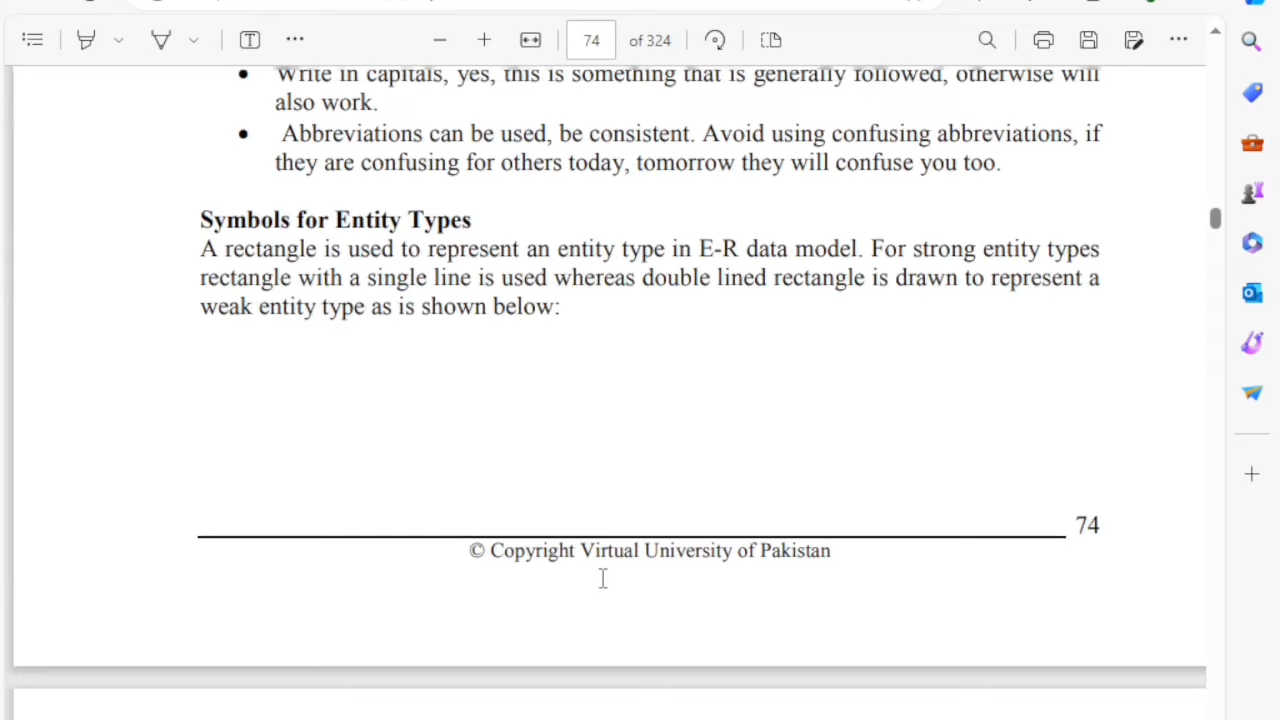 74 of 324
Write in capitals, yes, this is something that is generally followed, otherwise will
also work.
Abbreviations can be used, be consistent. Avoid using confusing abbreviations, if
they are confusing for others today, tomorrow they will confuse you too.
Symbols for Entity Types
A rectangle is used to represent an entity type in E-R data model. For strong entity types
rectangle with a single line is used whereas double lined rectangle is drawn to represent a
weak entity type as is shown below:
74
© Copyright Virtual University of Pakistan